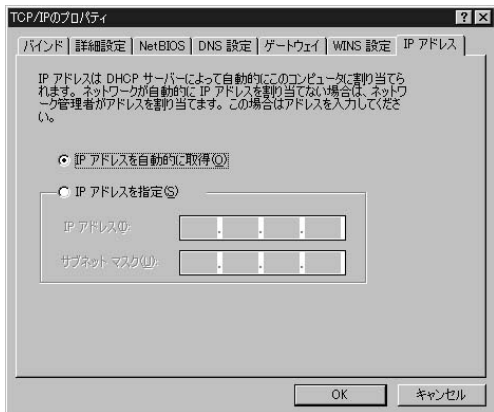 TCP/IPのプロパティ
バインド 詳細設定 NetBIOS DNS 設定 ゲートウェイ WINS 設定 IP アドレス
IP アドレスは DHCP サーバーによって自動的にこのコンピュータに割り当てら
れます。ネットワークが自動的に IP アドレスを割り当てない場合は、ネットワ
ーク管理者がアドレスを割り当てます。この場合はアドレスを入力してくださ
い。
IP アドレスを自動的に取得(O)
IP アドレスを指定(S)
IP アドレス(I):
サブネット マスク(U):
OK キャンセル